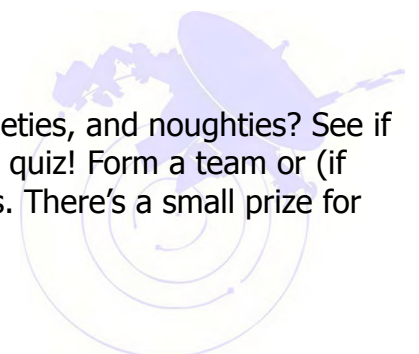 eties, and noughties? See if
quiz! Form a team or (if
s. There’s a small prize for